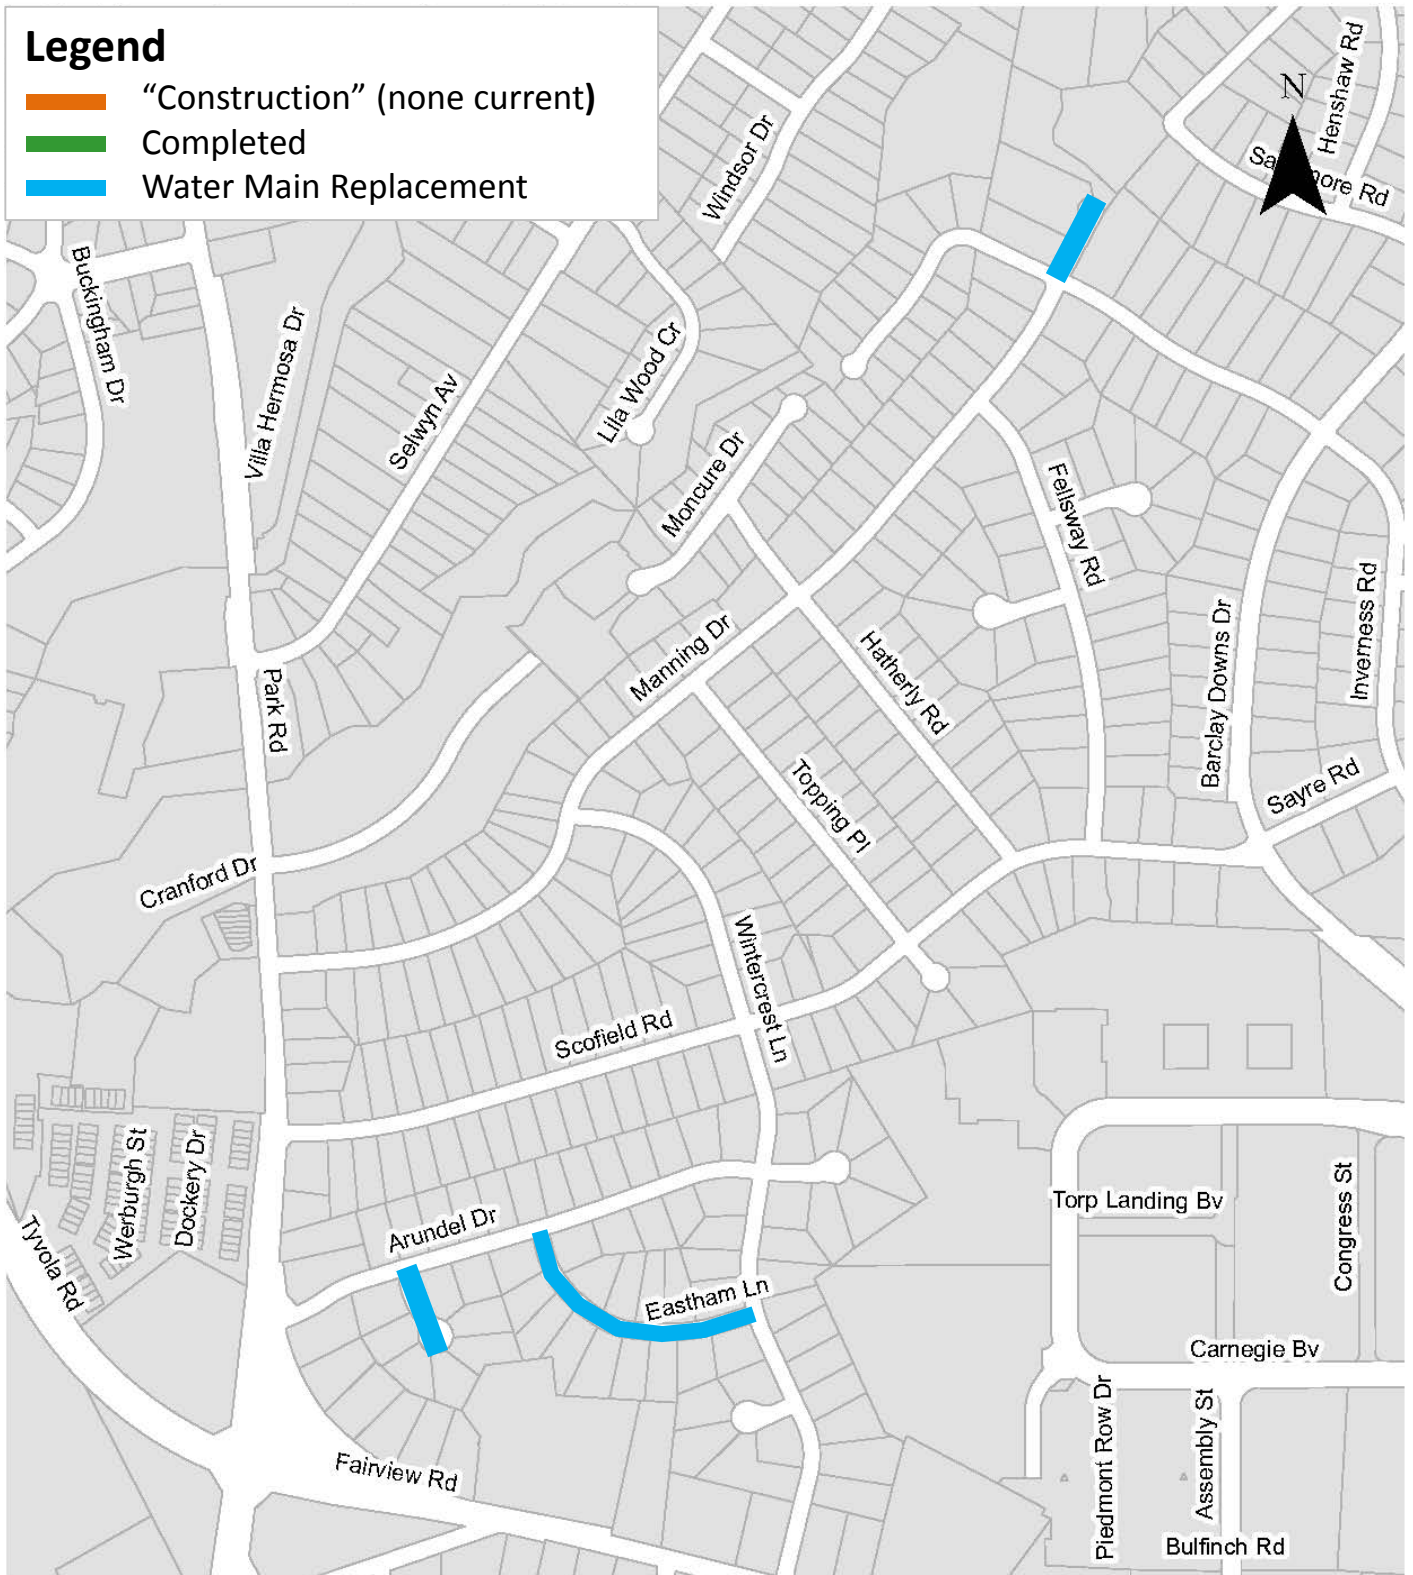 Legend
“Construction” (none current)
Completed
Water Main Replacement
N
Henshaw Rd
Windsor Dr
Buckingham Dr
Villa Hermosa Dr
Selwyn Av
Lila Wood Cr
Moncure Dr
Fellsway Rd
Manning Dr
Hatherly Rd
Barclay Downs Dr
Inverness Rd
Park Rd
Topping Pl
Sayre Rd
Cranford Dr
Wintercrest Ln
Scofield Rd
Werburgh St
Dockery Dr
Arundel Dr
Torp Landing Bv
Congress St
Tyvola Rd
Eastham Ln
Carnegie Bv
Piedmont Row Dr
Assembly St
Fairview Rd
Bulfinch Rd